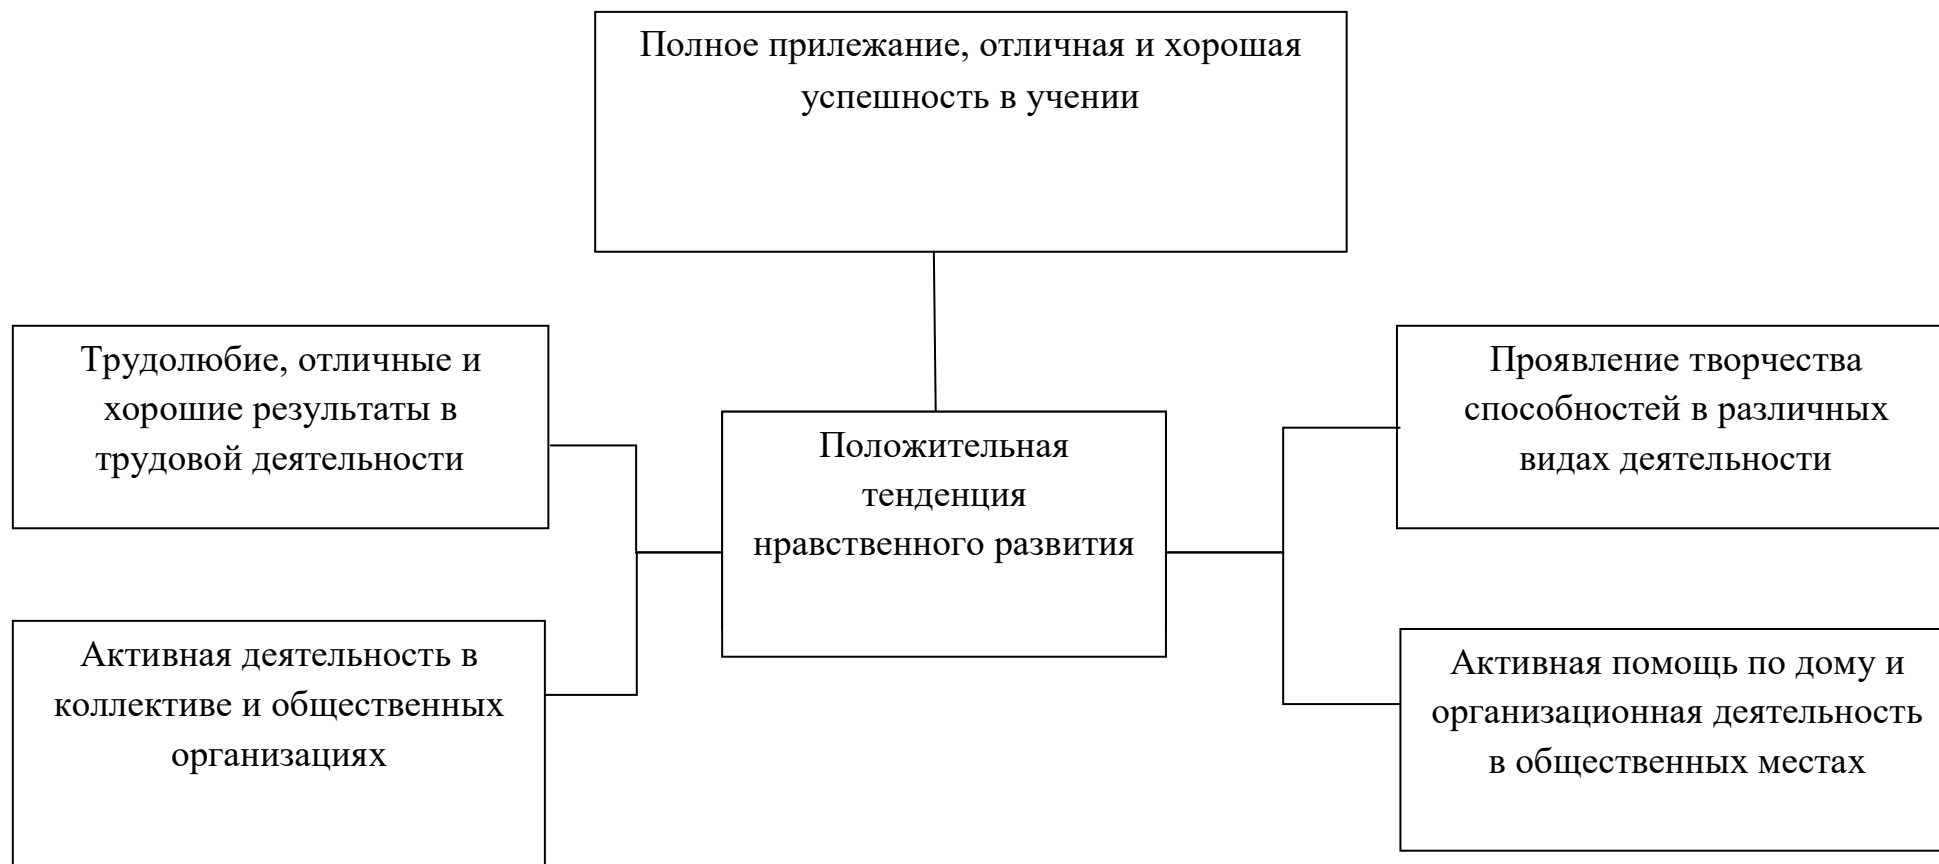 Полное прилежание, отличная и хорошая
успешность в учении
Трудолюбие, отличные и
хорошие результаты в
трудовой деятельности
Положительная
тенденция
нравственного развития
Проявление творчества
способностей в различных
видах деятельности
Активная деятельность в
коллективе и общественных
организациях
Активная помощь по дому и
организационная деятельность
в общественных местах